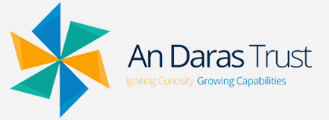 An Daras Trust
Igniting Curiosity Growing Capabilities